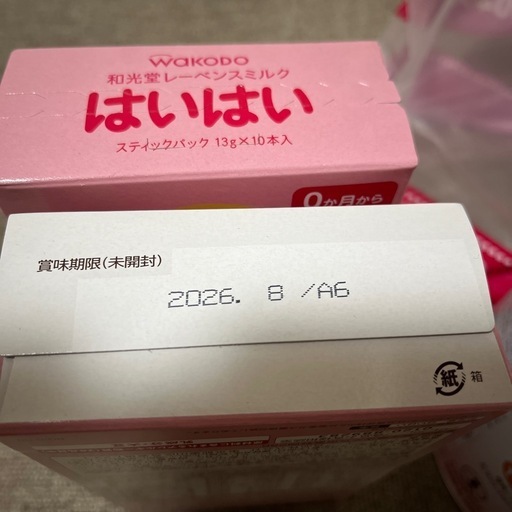 wakodo
和光堂レーベンスミルク
はいはい
スティックパック 13g×10本入
0か月から
賞味期限(未開封)
2026. 8 /A6
紙 箱